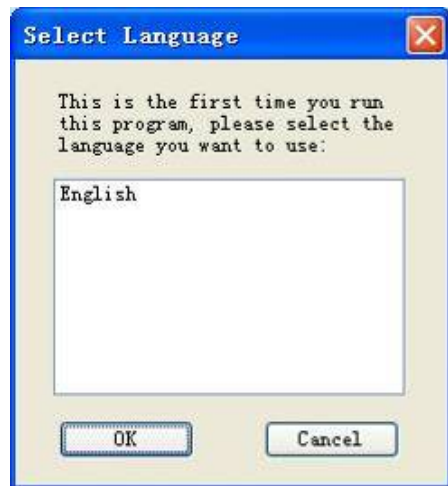 Select Language
This is the first time you run
this program, please select the
language you want to use:
English
OK
Cancel